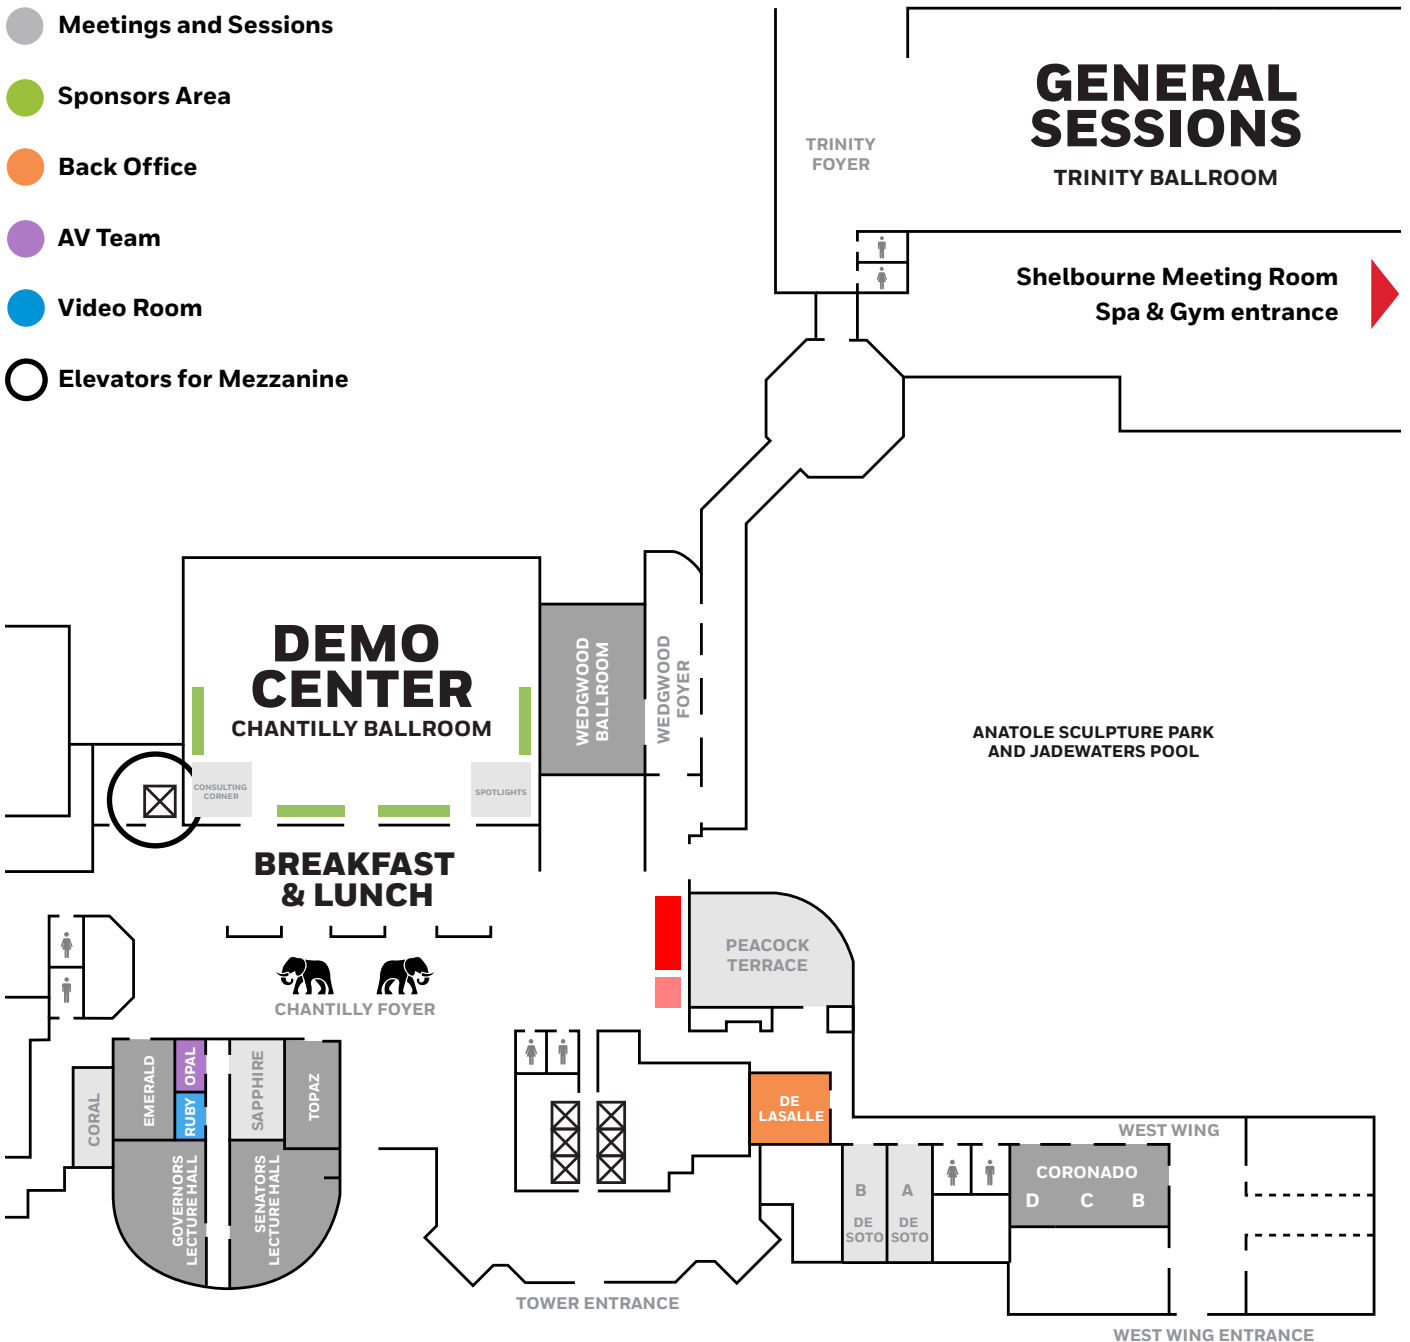 Meetings and Sessions
Sponsors Area
Back Office
AV Team
Video Room
Elevators for Mezzanine
GENERAL
SESSIONS
TRINITY BALLROOM
TRINITY
FOYER
Shelbourne Meeting Room
Spa & Gym entrance
DEMO
CENTER
CHANTILLY BALLROOM
WEDGWOOD
BALLROOM
WEDGWOOD
FOYER
ANATOLE SCULPTURE PARK
AND JADEWATERS POOL
CONSULTING
CORNER
SPOTLIGHTS
BREAKFAST
& LUNCH
PEACOCK
TERRACE
CHANTILLY FOYER
CORAL
EMERALD
OPAL
RUBY
SAPPHIRE
TOPAZ
GOVERNORS
LECTURE HALL
SENATORS
LECTURE HALL
DE
LASALLE
WEST WING
B
DE
SOTO
A
DE
SOTO
CORONADO
D C B
TOWER ENTRANCE
WEST WING ENTRANCE